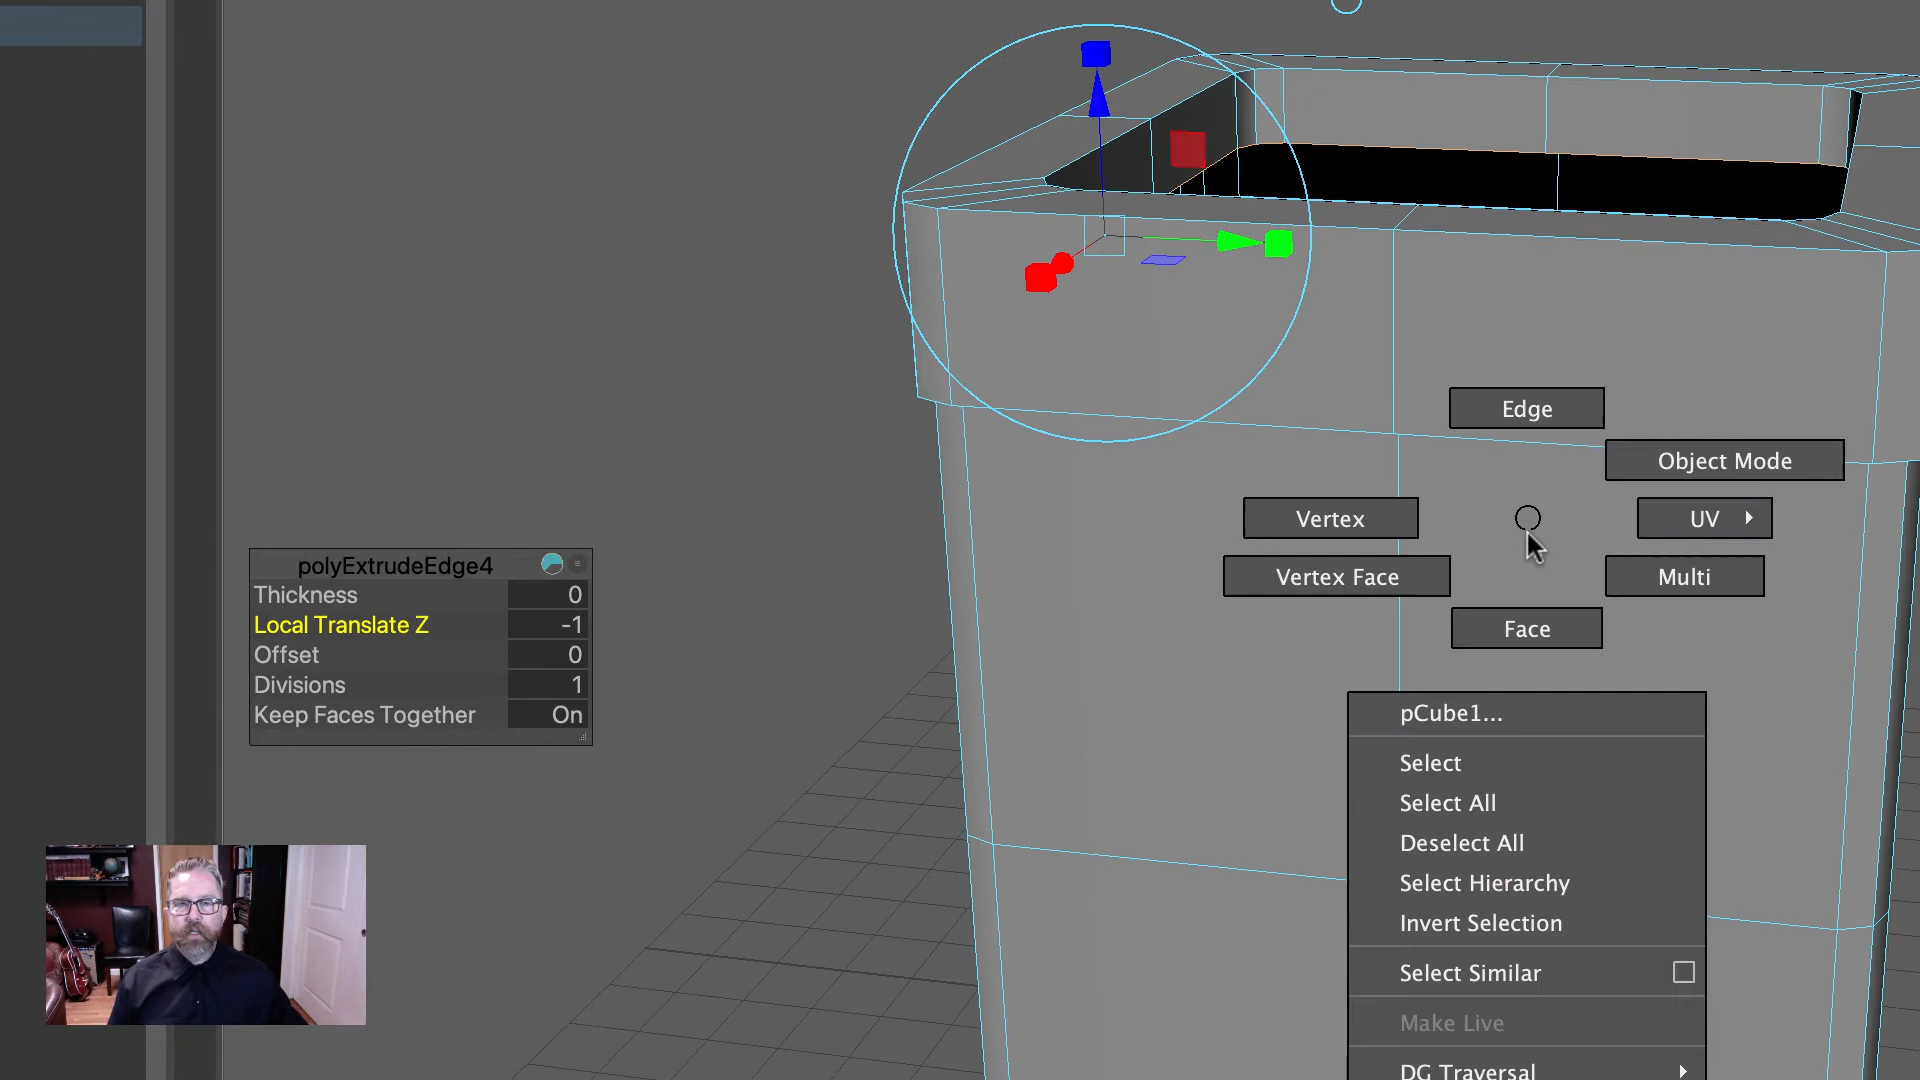 Edge
Object Mode
Vertex
UV
Vertex Face
Multi
Face
polyExtrudeEdge4
Thickness 0
Local Translate Z -1
Offset 0
Divisions 1
Keep Faces Together On
pCube1...
Select
Select All
Deselect All
Select Hierarchy
Invert Selection
Select Similar
Make Live
DG Traversal